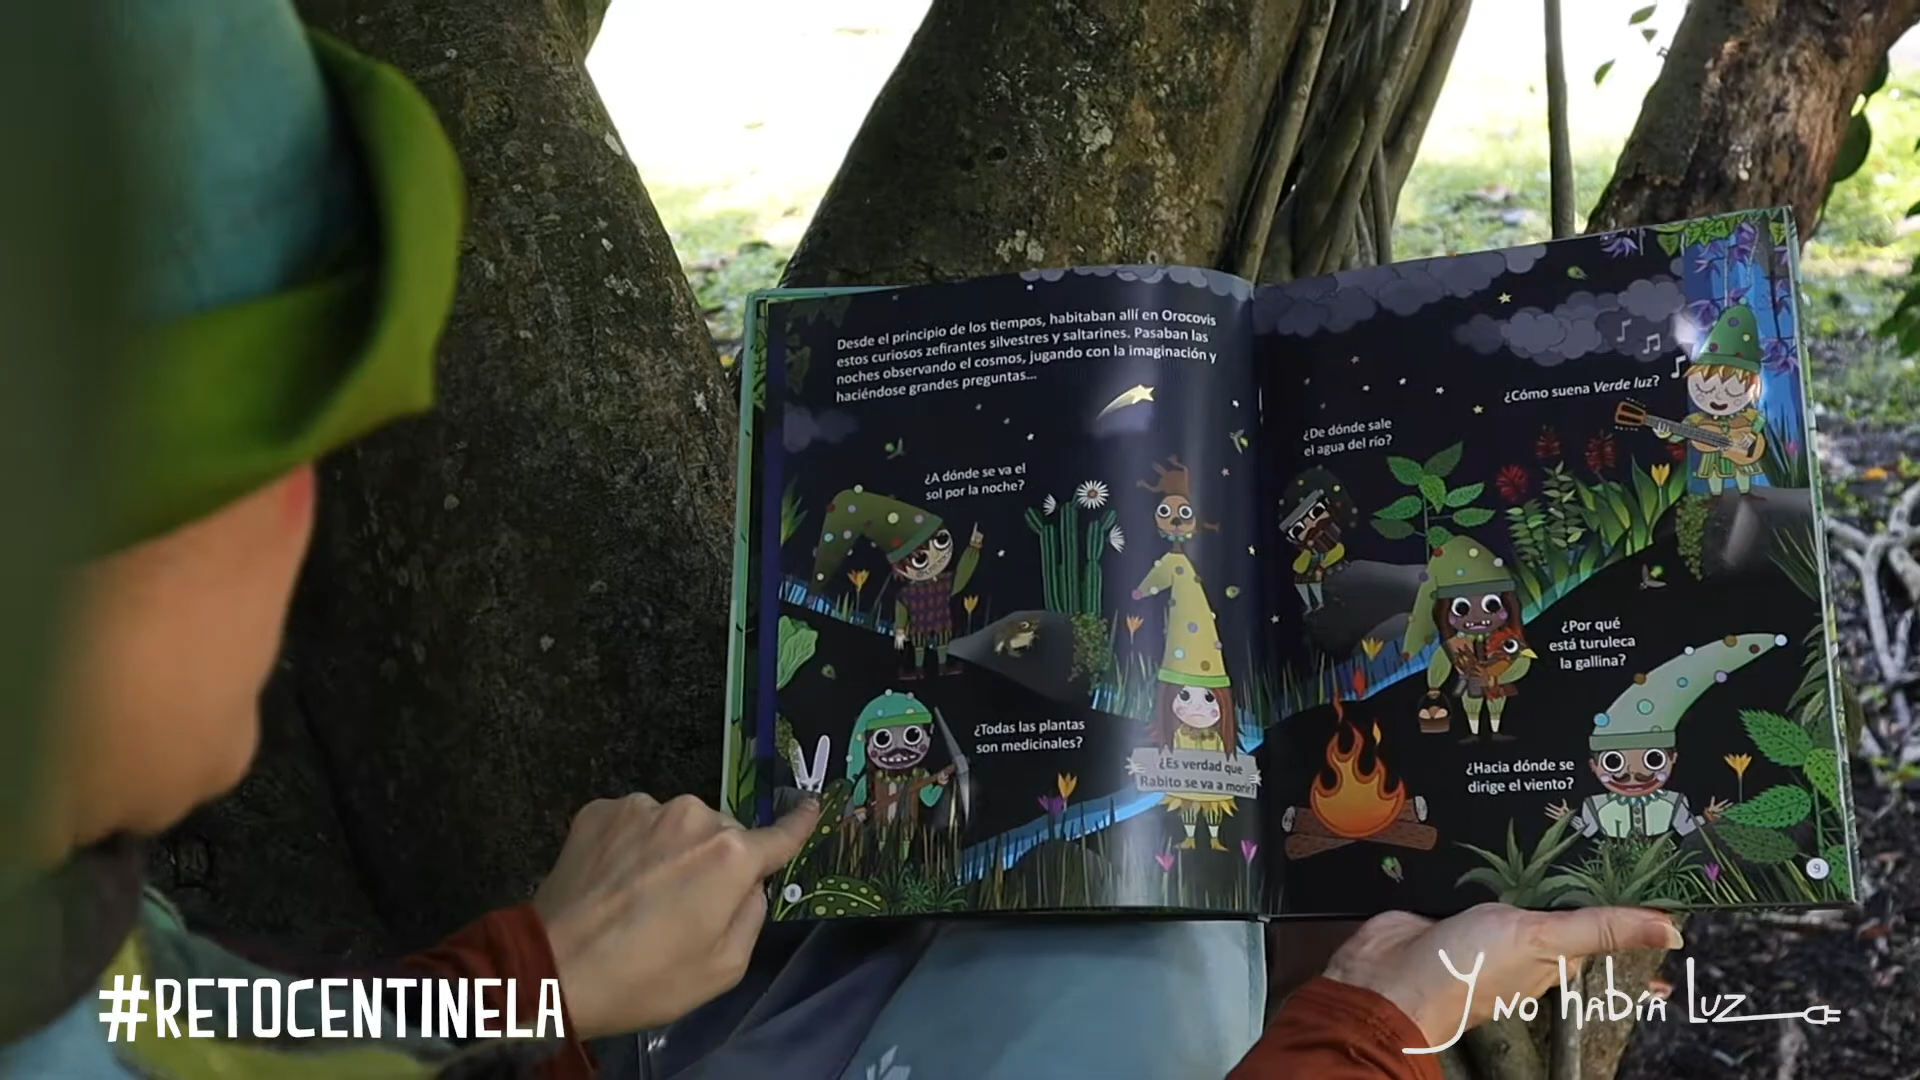 Desde el principio de los tiempos, habitaban allí en Orocovis
estos curiosos zefirantes silvestres y saltarines. Pasaban las
noches observando el cosmos, jugando con la imaginación y
haciéndose grandes preguntas...
¿A dónde se va el
sol por la noche?
¿Todas las plantas
son medicinales?
¿Es verdad que
Rabito se va a morir?
8
¿Cómo suena Verde luz?
¿De dónde sale
el agua del río?
¿Por qué
está turuleca
la gallina?
¿Hacia dónde se
dirige el viento?
9
#RETOCENTINELA
Y NO había Luz